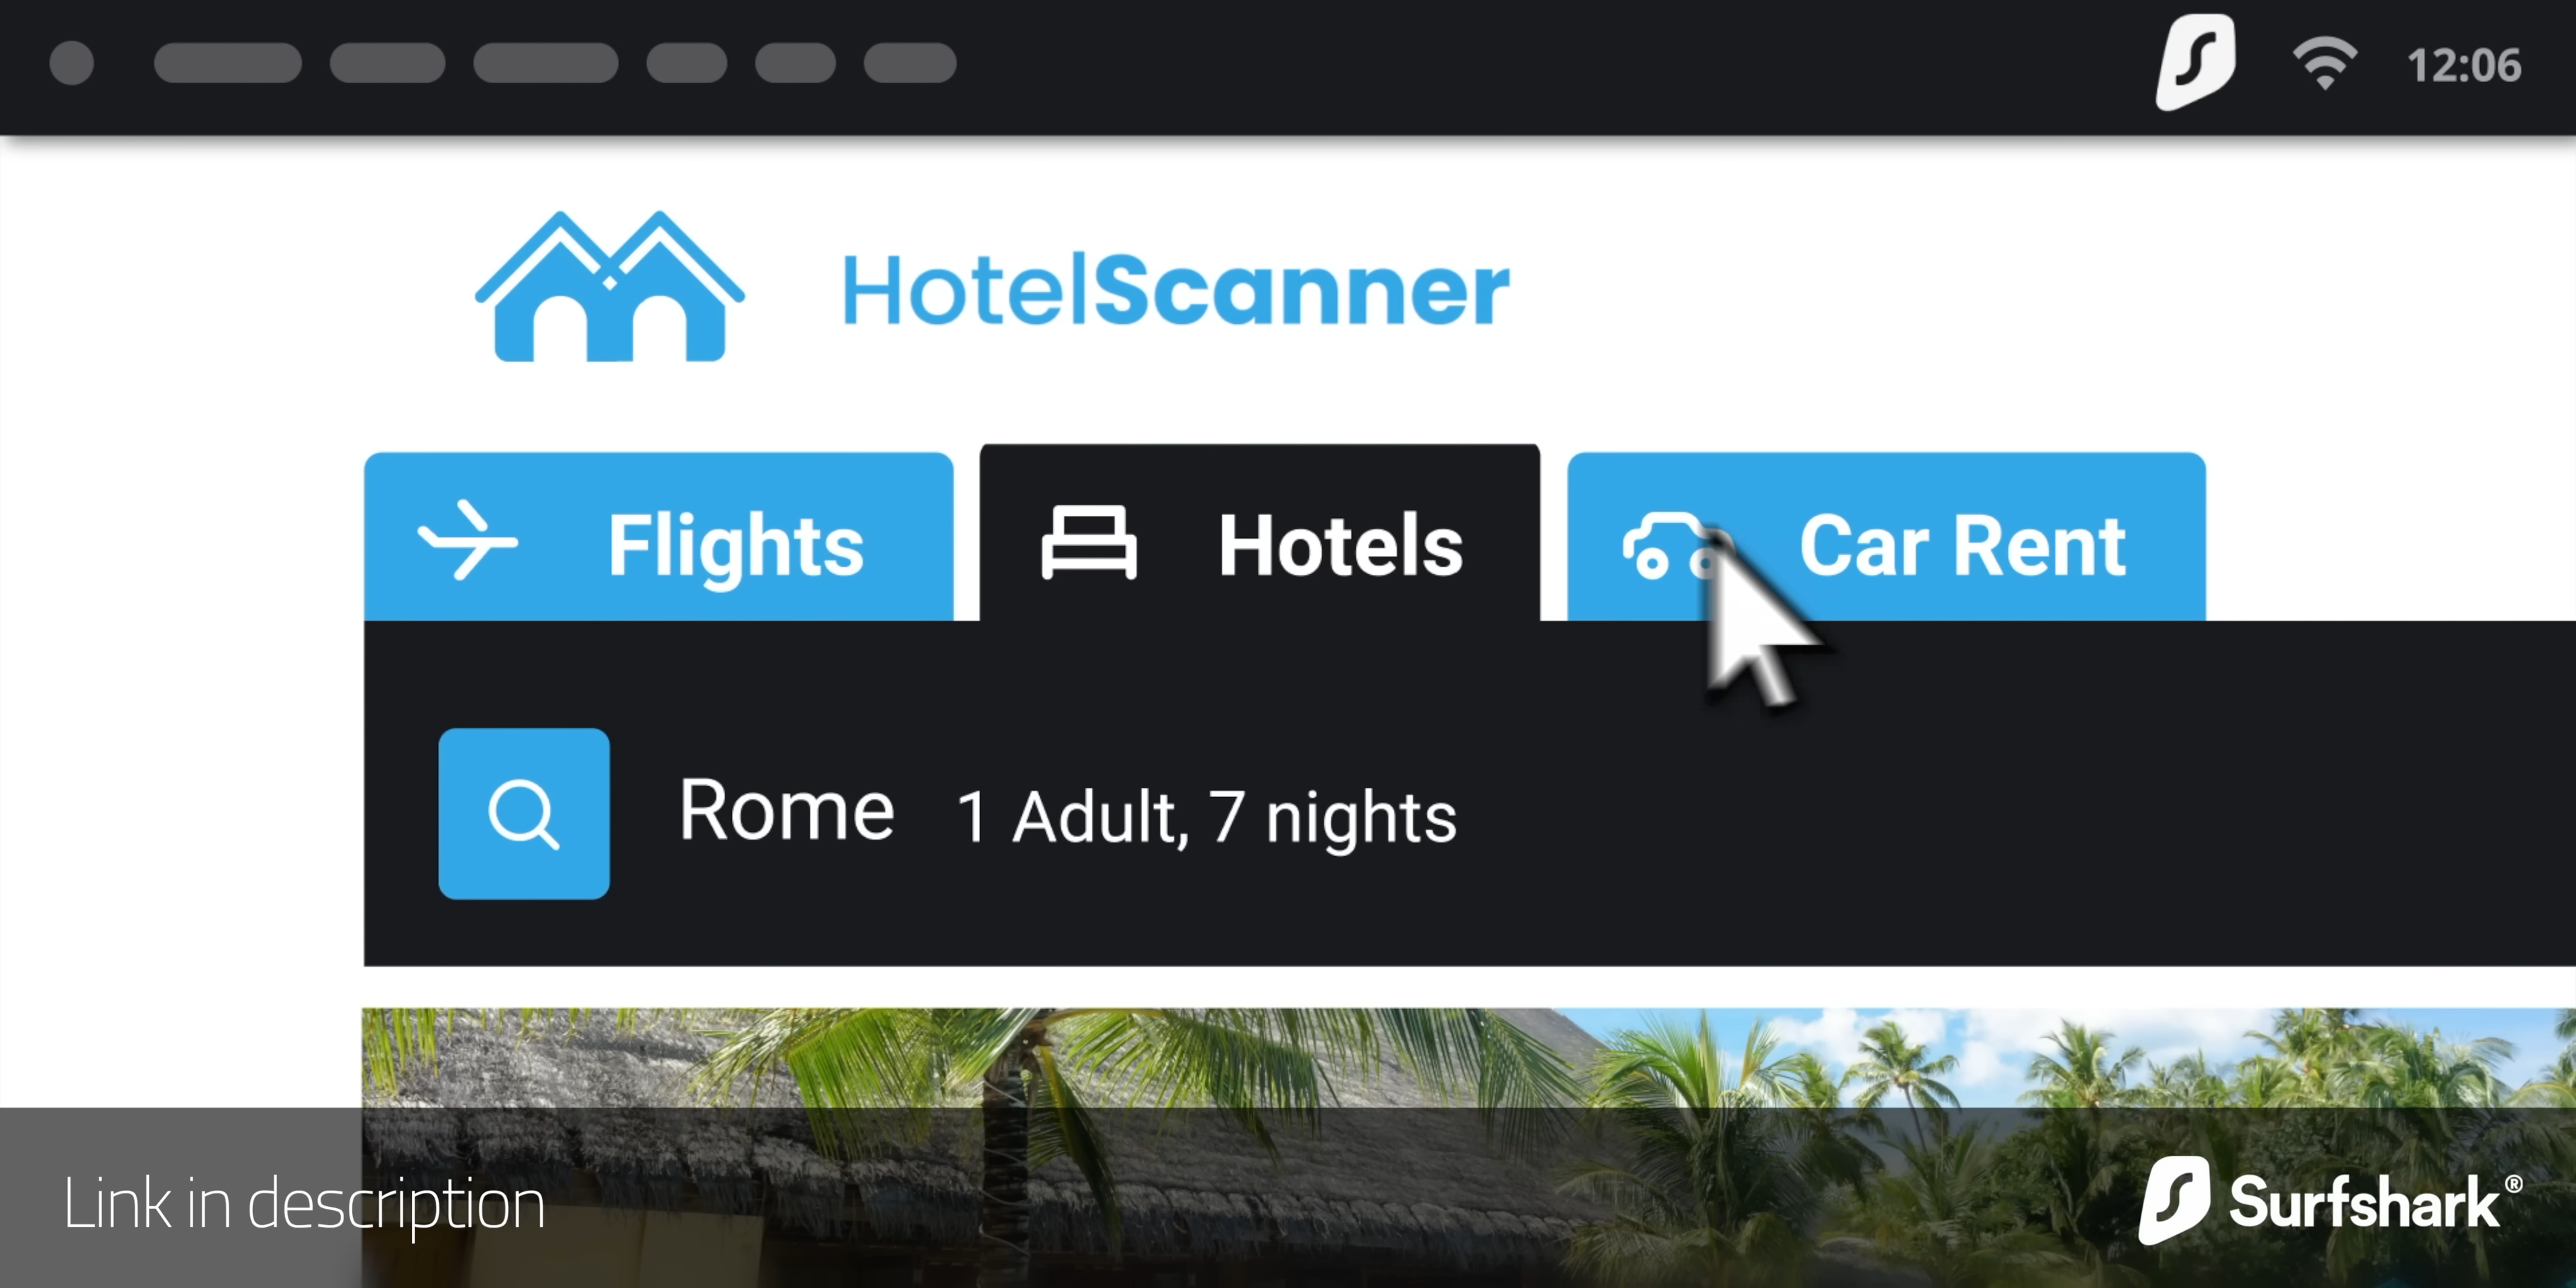 12:06
HotelScanner
Flights
Hotels
Car Rent
Rome 1 Adult, 7 nights
Link in description
Surfshark®